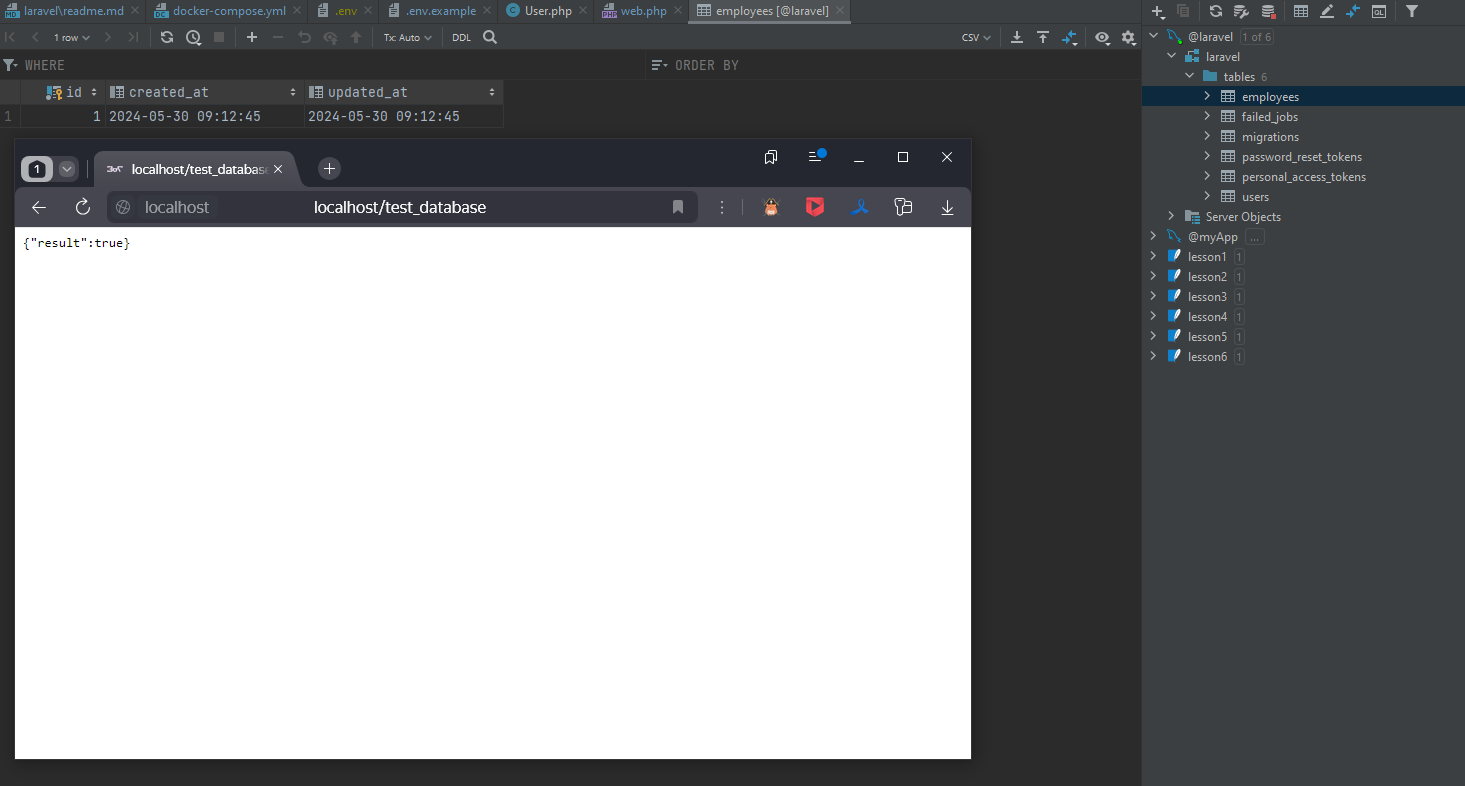 laravel\readme.md
docker-compose.yml
.env
.env.example
User.php
web.php
employees [@laravel]
1 row
Tx: Auto
DDL
CSV
WHERE
ORDER BY
id
created_at
updated_at
1
1
2024-05-30 09:12:45
2024-05-30 09:12:45
1
localhost/test_databas
localhost
localhost/test_database
{"result":true}
@laravel 1 of 6
laravel
tables 6
employees
failed_jobs
migrations
password_reset_tokens
personal_access_tokens
users
Server Objects
@myApp ...
lesson1 1
lesson2 1
lesson3 1
lesson4 1
lesson5 1
lesson6 1